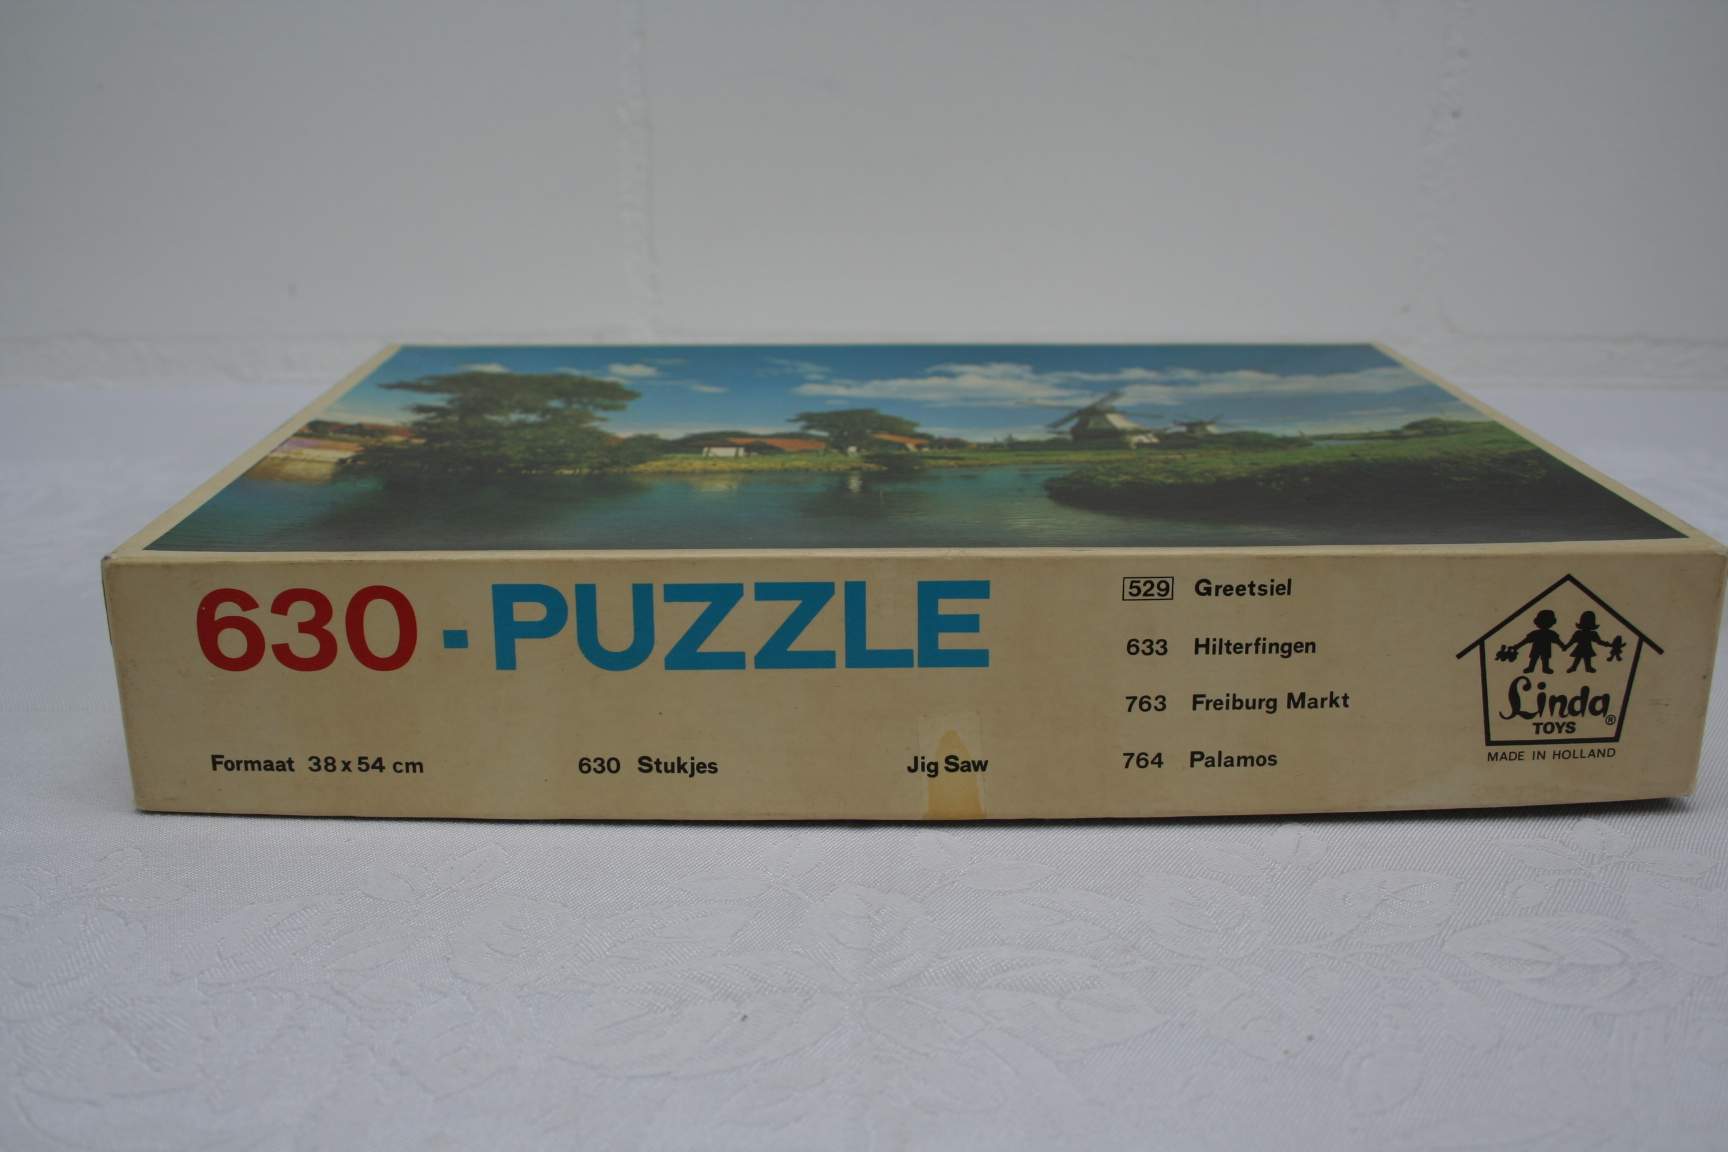 630 · PUZZLE
Formaat 38 x 54 cm
630 Stukjes
Jig Saw
529 Greetsiel
633 Hilterfingen
763 Freiburg Markt
764 Palamos
Linda
TOYS ®
MADE IN HOLLAND